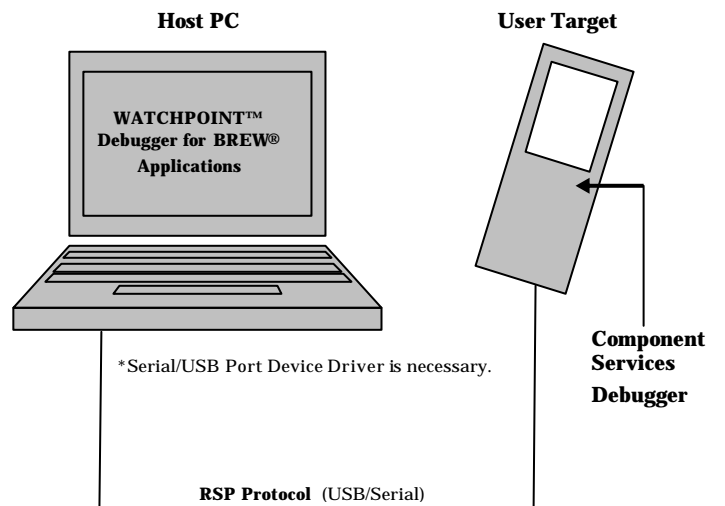 Host PC
User Target
WATCHPOINT™
Debugger for BREW®
Applications
*Serial/USB Port Device Driver is necessary.
Component
Services
Debugger
RSP Protocol (USB/Serial)